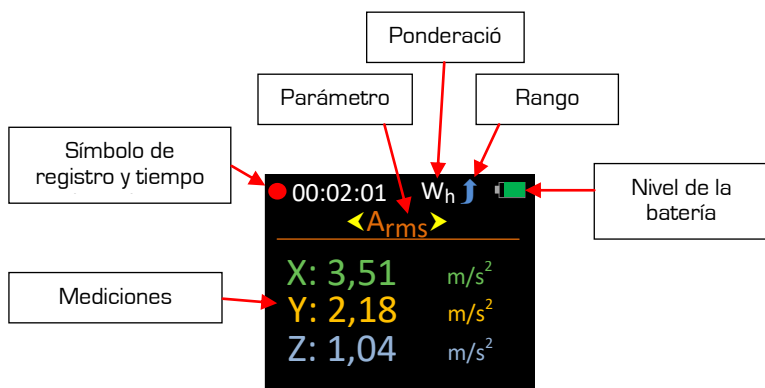 Ponderació
Parámetro
Rango
Símbolo de
registro y tiempo
Nivel de la
batería
Mediciones
00:02:01 Wh
<Arms>
X: 3,51 m/s²
Y: 2,18 m/s²
Z: 1,04 m/s²